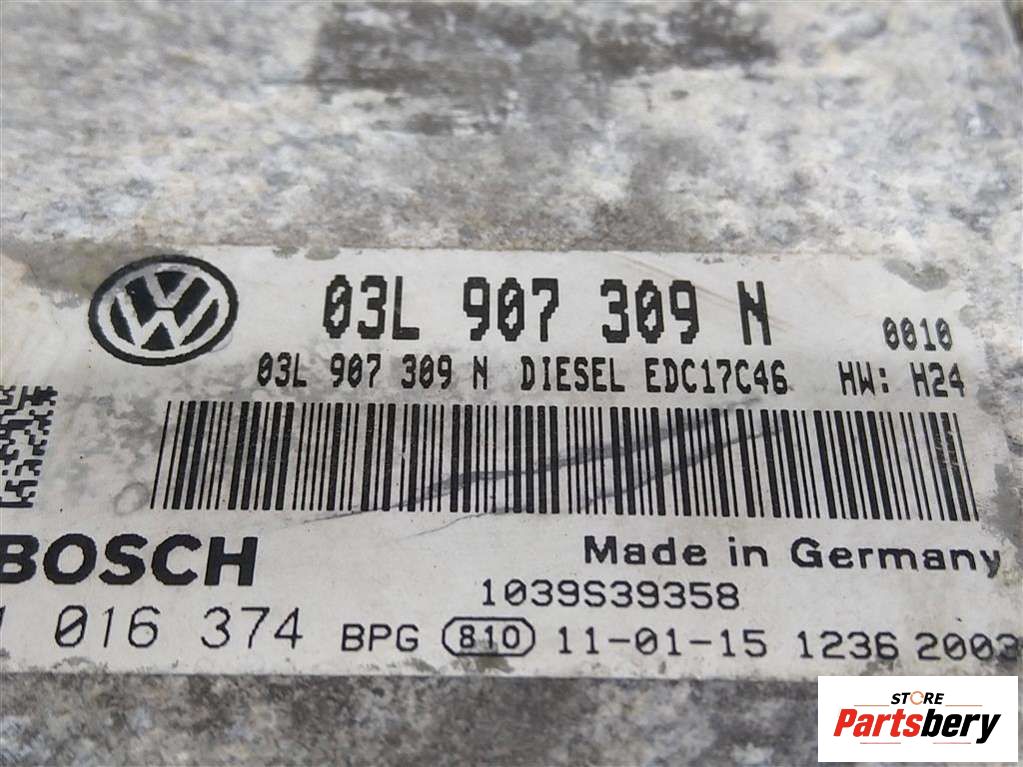 03L 907 309 N 0010
03L 907 309 N DIESEL EDC17C46 HW: H24
BOSCH Made in Germany
1039S39358
016 374 BPG 810 11-01-15 1236 2003
STORE
Partsbery